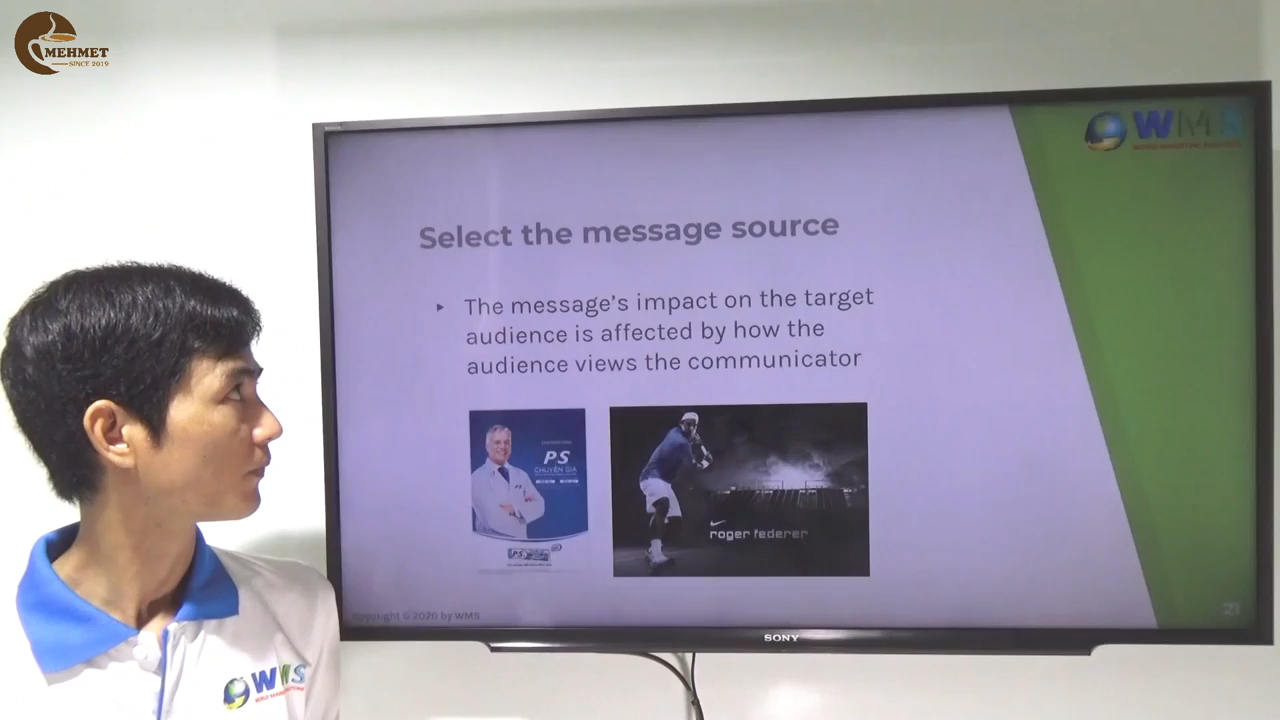 MEHMET
SINCE 2019
WMS
Select the message source
▸ The message's impact on the target
audience is affected by how the
audience views the communicator
PS
CHUYÊN GIA
PS
roger federer
Copyright © 2020 by WMS
21
SONY
WMS